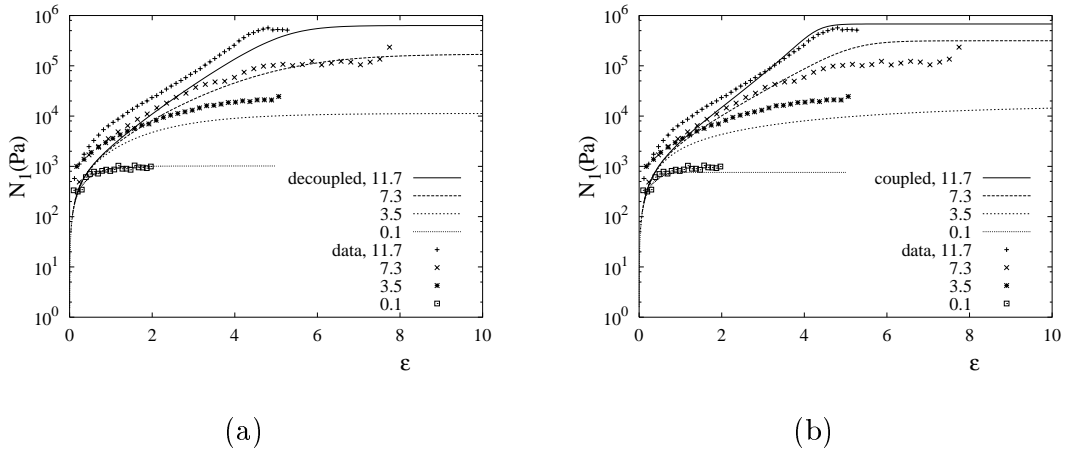 10^6
10^5
10^4
10^3
10^2
10^1
10^0
N_1(Pa)
decoupled, 11.7
7.3
3.5
0.1
data, 11.7
7.3
3.5
0.1
0 2 4 6 8 10
ε
(a)
10^6
10^5
10^4
10^3
10^2
10^1
10^0
N_1(Pa)
coupled, 11.7
7.3
3.5
0.1
data, 11.7
7.3
3.5
0.1
0 2 4 6 8 10
ε
(b)